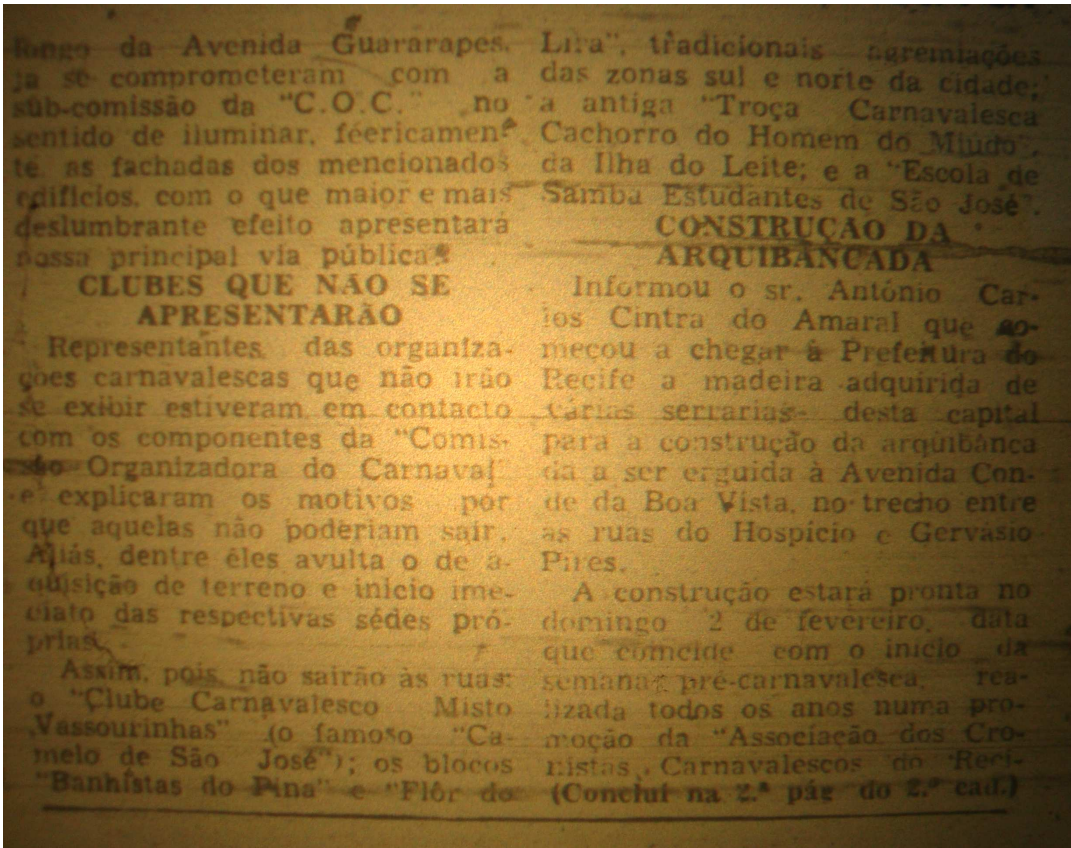 longo da Avenida Guararapes,
ja se comprometeram com a
sub-comissão da "C.O.C." no
sentido de iluminar, féericamen
te, as fachadas dos mencionados
edifícios, com o que maior e mais
deslumbrante efeito apresentará
nossa principal via pública.
CLUBES QUE NÃO SE
APRESENTARÃO
Representantes das organiza-
ções carnavalescas que não irão
se exibir estiveram em contacto
com os componentes da "Comis-
são Organizadora do Carnaval"
e explicaram os motivos por
que aquelas não poderiam sair.
Aliás, dentre êles avulta o de a-
quisição de terreno e inicio ime-
diato das respectivas sédes pró-
prias.
Assim, pois, não sairão às ruas:
o "Clube Carnavalesco Misto
Vassourinhas" (o famoso "Ca-
melo de São José"); os blocos
"Banhistas do Pina" e "Flôr do
Lira", tradicionais agremiações
das zonas sul e norte da cidade;
a antiga "Troça Carnavalesca
Cachorro do Homem do Miudo",
da Ilha do Leite; e a "Escola de
Samba Estudantes de São José".
CONSTRUÇÃO DA
ARQUIBANCADA
Informou o sr. António Car-
los Cintra do Amaral que co-
meçou a chegar à Prefeitura do
Recife a madeira adquirida de
várias serrarias desta capital
para a construção da arquibanca
da a ser erguida à Avenida Con-
de da Boa Vista, no trecho entre
as ruas do Hospício e Gervásio
Pires.
A construção estará pronta no
domingo 2 de fevereiro, data
que coincide com o inicio da
semana pré-carnavalesca, rea-
lizada todos os anos numa pro-
moção da "Associação dos Cro-
nistas Carnavalescos do Reci-
(Conclui na 2.ª pág do 2.º cad.)